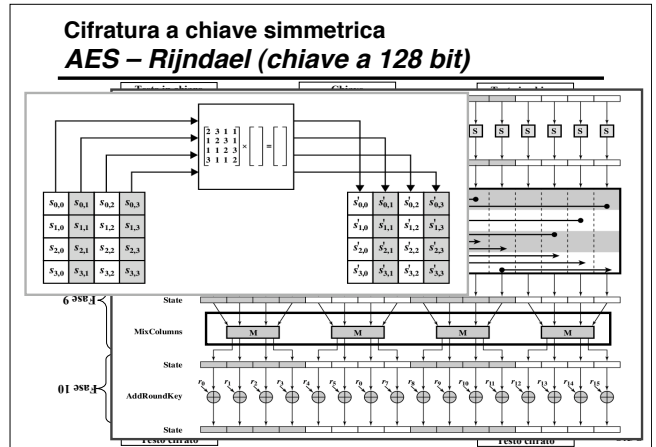 Cifratura a chiave simmetrica
AES – Rijndael (chiave a 128 bit)
2 3 1 1
1 2 3 1
1 1 2 3
3 1 1 2
× =
S S S S S S
s0,0 s0,1 s0,2 s0,3
s1,0 s1,1 s1,2 s1,3
s2,0 s2,1 s2,2 s2,3
s3,0 s3,1 s3,2 s3,3
s'0,0 s'0,1 s'0,2 s'0,3
s'1,0 s'1,1 s'1,2 s'1,3
s'2,0 s'2,1 s'2,2 s'2,3
s'3,0 s'3,1 s'3,2 s'3,3
Fase 9
State
MixColumns
M M M M
Fase 10
State
AddRoundKey
r0 r1 r2 r3 r4 r5 r6 r7 r8 r9 r10 r11 r12 r13 r14 r15
State
Testo cifrato
Testo cifrato